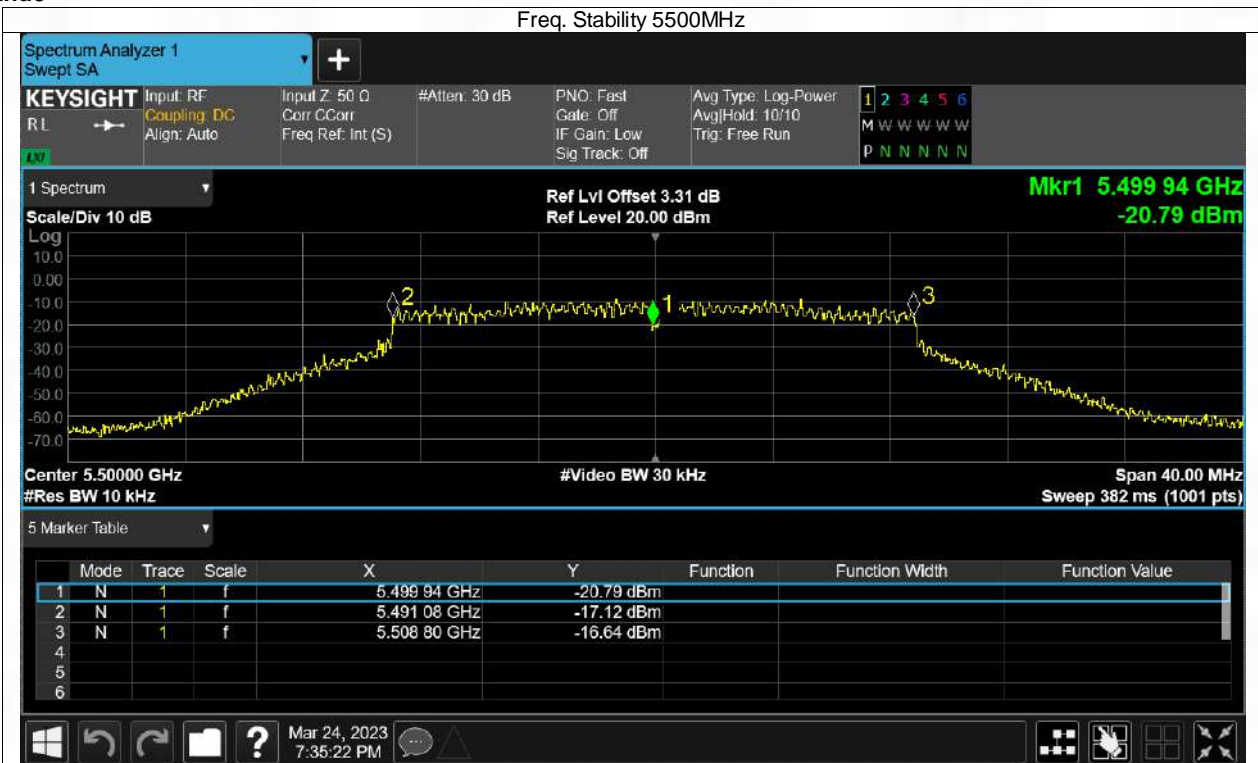 Freq. Stability 5500MHz
Spectrum Analyzer 1
Swept SA
KEYSIGHT
RL
LXI
Input: RF
Coupling: DC
Align: Auto
Input Z: 50 Ω
Corr CCorr
Freq Ref: Int (S)
#Atten: 30 dB
PNO: Fast
Gate: Off
IF Gain: Low
Sig Track: Off
Avg Type: Log-Power
Avg|Hold: 10/10
Trig: Free Run
1 2 3 4 5 6
M W W W W W
P N N N N N
1 Spectrum
Scale/Div 10 dB
Ref Lvl Offset 3.31 dB
Ref Level 20.00 dBm
Mkr1 5.499 94 GHz
-20.79 dBm
Log
10.0
0.00
-10.0
-20.0
-30.0
-40.0
-50.0
-60.0
-70.0
2
1
3
Center 5.50000 GHz
#Res BW 10 kHz
#Video BW 30 kHz
Span 40.00 MHz
Sweep 382 ms (1001 pts)
5 Marker Table
Mode Trace Scale X Y Function Function Width Function Value
1 N 1 f 5.499 94 GHz -20.79 dBm
2 N 1 f 5.491 08 GHz -17.12 dBm
3 N 1 f 5.508 80 GHz -16.64 dBm
4
5
6
?
Mar 24, 2023
7:35:22 PM